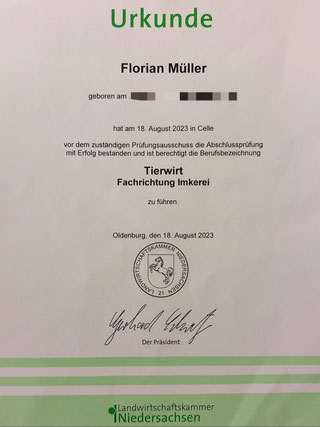 Urkunde
Florian Müller
geboren am
hat am 18. August 2023 in Celle
vor dem zuständigen Prüfungsausschuss die Abschlussprüfung
mit Erfolg bestanden und ist berechtigt die Berufsbezeichnung
Tierwirt
Fachrichtung Imkerei
zu führen
Oldenburg, den 18. August 2023
LANDWIRTSCHAFTSKAMMER NIEDERSACHSEN
21
Der Präsident
Landwirtschaftskammer
Niedersachsen